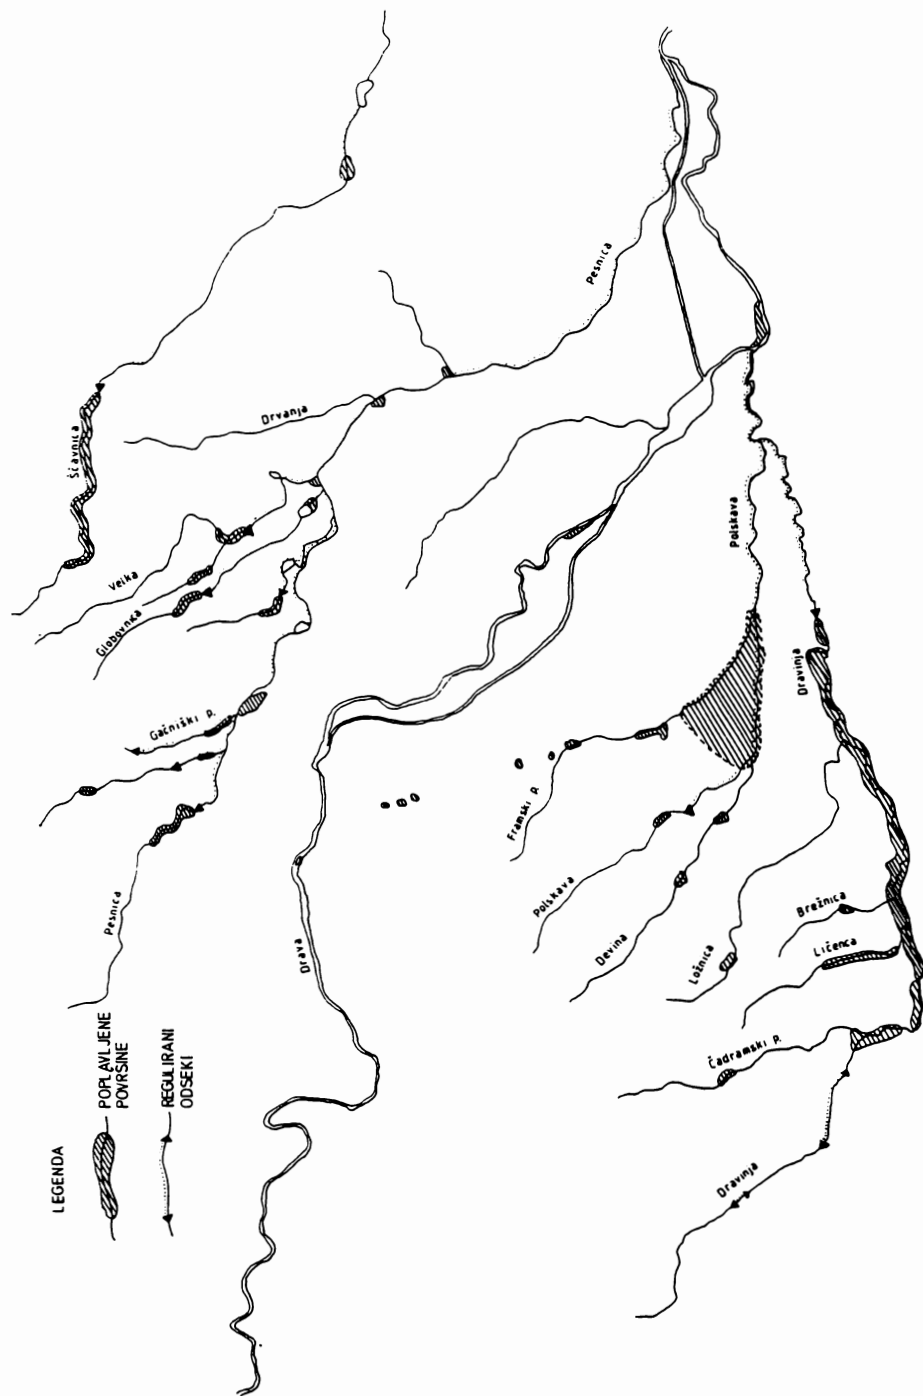 Ščavnica
Velka
Globovnica
Drvanja
Pesnica
Gačniški p.
Pesnica
Drava
Framski p.
Polskava
Polskava
Devina
Ložnica
Dravinja
Brežnica
Ličenca
Čadramski p.
Dravinja
LEGENDA
POPLAVLJENE
POVRŠINE
REGULIRANI
ODSEKI